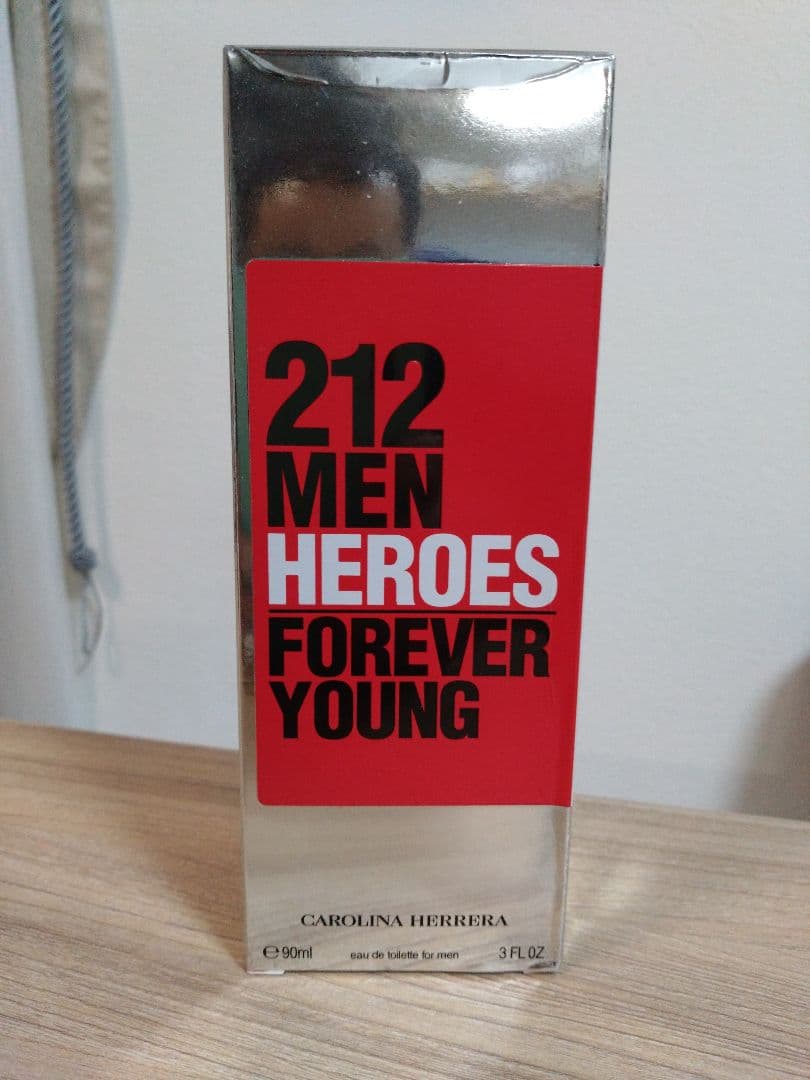 212
MEN
HEROES
FOREVER
YOUNG
CAROLINA HERRERA
℮90ml eau de toilette for men 3 FL OZ